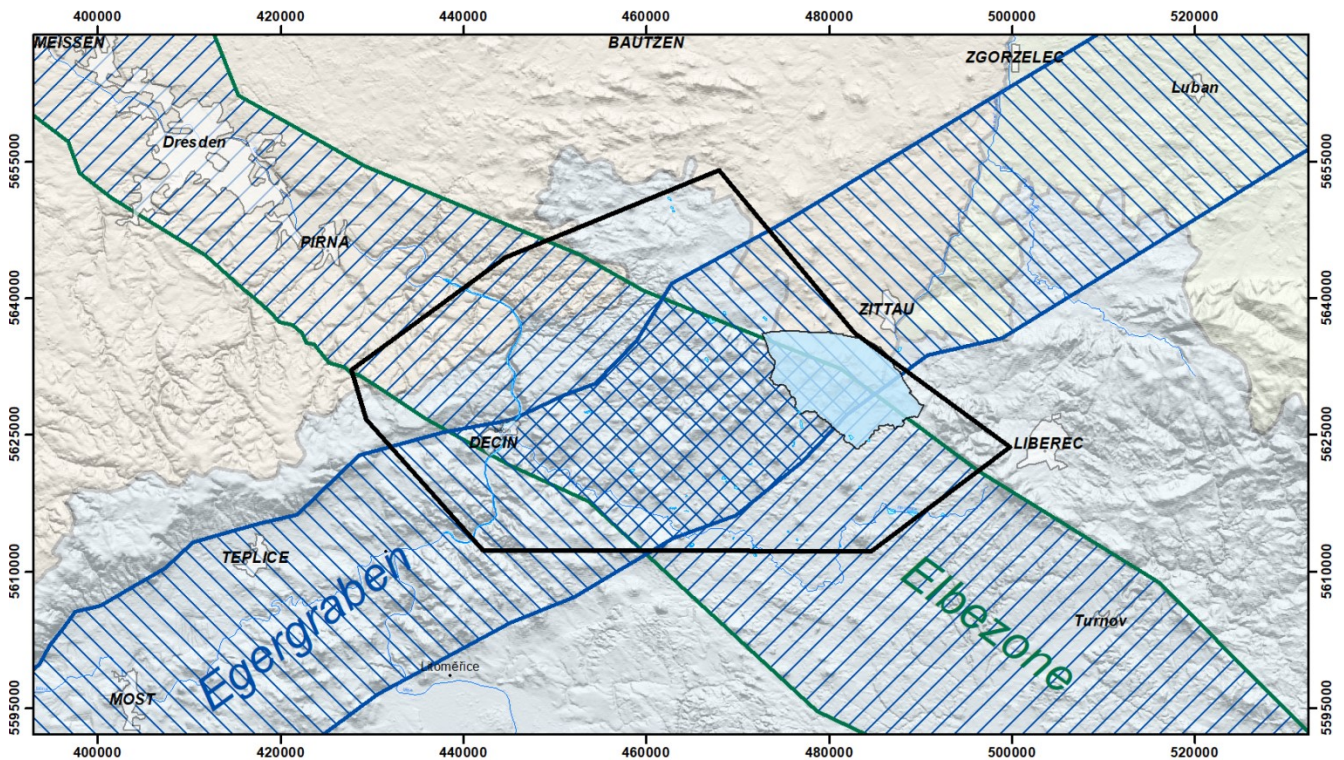 400000 420000 440000 460000 480000 500000 520000
MEISSEN BAUTZEN ZGORZELEC
Luban
Dresden
5655000 5655000
PIRNA
5640000 ZITTAU 5640000
5625000 DECIN LIBEREC 5625000
TEPLICE
5610000 5610000
Egergraben Elbezone
Turnov
Litoměřice
MOST
5595000 5595000
400000 420000 440000 460000 480000 500000 520000